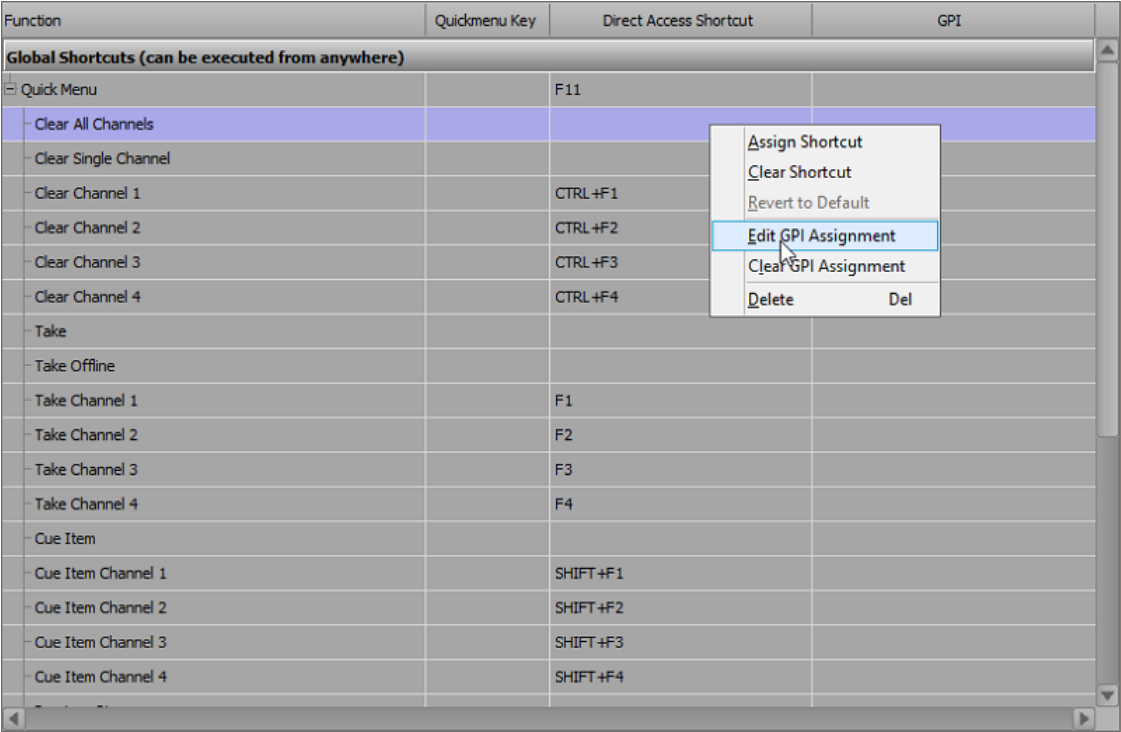 Function Quickmenu Key Direct Access Shortcut GPI
Global Shortcuts (can be executed from anywhere)
Quick Menu F11
Clear All Channels
Clear Single Channel
Clear Channel 1 CTRL+F1
Clear Channel 2 CTRL+F2
Clear Channel 3 CTRL+F3
Clear Channel 4 CTRL+F4
Take
Take Offline
Take Channel 1 F1
Take Channel 2 F2
Take Channel 3 F3
Take Channel 4 F4
Cue Item
Cue Item Channel 1 SHIFT+F1
Cue Item Channel 2 SHIFT+F2
Cue Item Channel 3 SHIFT+F3
Cue Item Channel 4 SHIFT+F4
Assign Shortcut
Clear Shortcut
Revert to Default
Edit GPI Assignment
Clear GPI Assignment
Delete Del